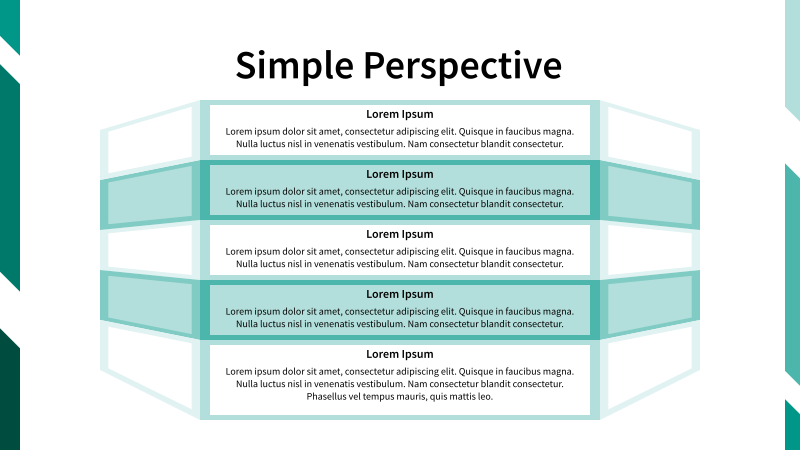 Simple Perspective
Lorem Ipsum
Lorem ipsum dolor sit amet, consectetur adipiscing elit. Quisque in faucibus magna.
Nulla luctus nisl in venenatis vestibulum. Nam consectetur blandit consectetur.
Lorem Ipsum
Lorem ipsum dolor sit amet, consectetur adipiscing elit. Quisque in faucibus magna.
Nulla luctus nisl in venenatis vestibulum. Nam consectetur blandit consectetur.
Lorem Ipsum
Lorem ipsum dolor sit amet, consectetur adipiscing elit. Quisque in faucibus magna.
Nulla luctus nisl in venenatis vestibulum. Nam consectetur blandit consectetur.
Lorem Ipsum
Lorem ipsum dolor sit amet, consectetur adipiscing elit. Quisque in faucibus magna.
Nulla luctus nisl in venenatis vestibulum. Nam consectetur blandit consectetur.
Lorem Ipsum
Lorem ipsum dolor sit amet, consectetur adipiscing elit. Quisque in faucibus magna.
Nulla luctus nisl in venenatis vestibulum. Nam consectetur blandit consectetur.
Phasellus vel tempus mauris, quis mattis leo.